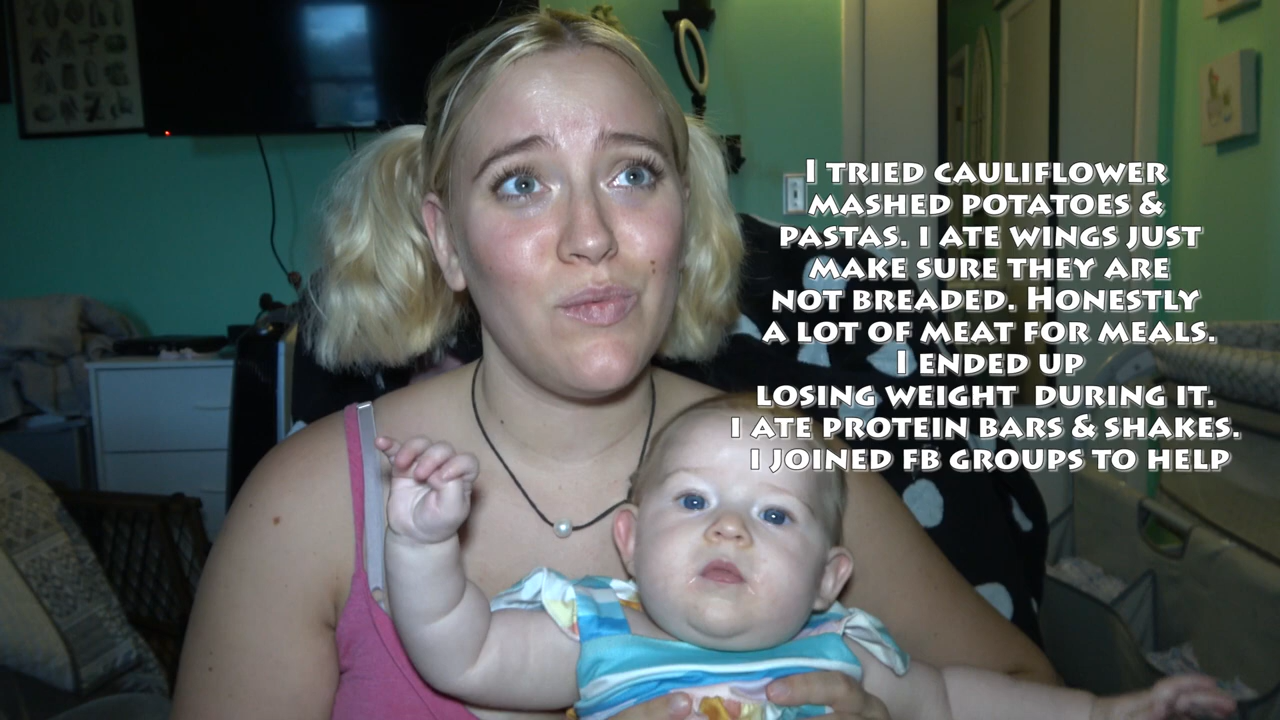 I TRIED CAULIFLOWER
MASHED POTATOES &
PASTAS. I ATE WINGS JUST
MAKE SURE THEY ARE
NOT BREADED. HONESTLY
A LOT OF MEAT FOR MEALS.
I ENDED UP
LOSING WEIGHT DURING IT.
I ATE PROTEIN BARS & SHAKES.
I JOINED FB GROUPS TO HELP